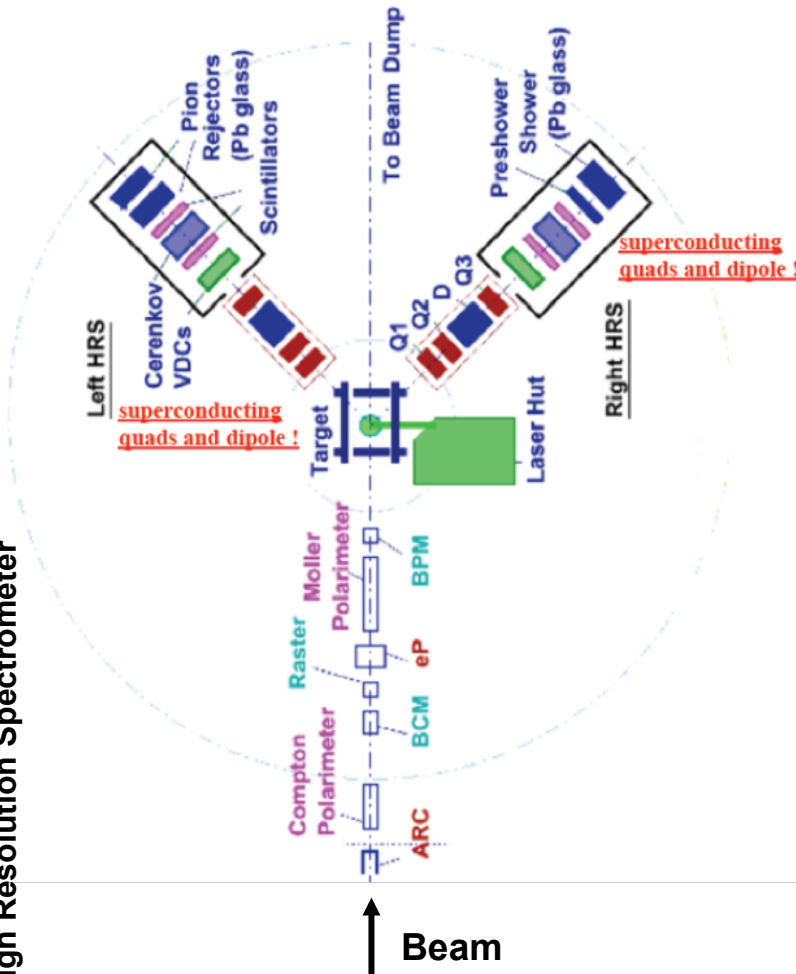 igh Resolution Spectrometer
To Beam Dump
Pion
Rejectors
(Pb glass)
Scintillators
Cerenkov
VDCs
Left HRS
superconducting
quads and dipole !
Preshower
Shower
(Pb glass)
superconducting
quads and dipole !
Right HRS
Q1
Q2
D
Q3
Target
Laser Hut
Moller
Polarimeter
BPM
Raster
eP
BCM
Compton
Polarimeter
ARC
Beam